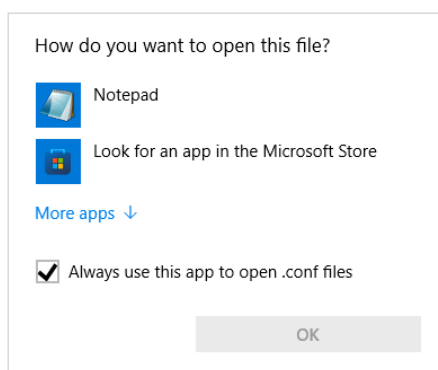 How do you want to open this file?
Notepad
Look for an app in the Microsoft Store
More apps ↓
Always use this app to open .conf files
OK